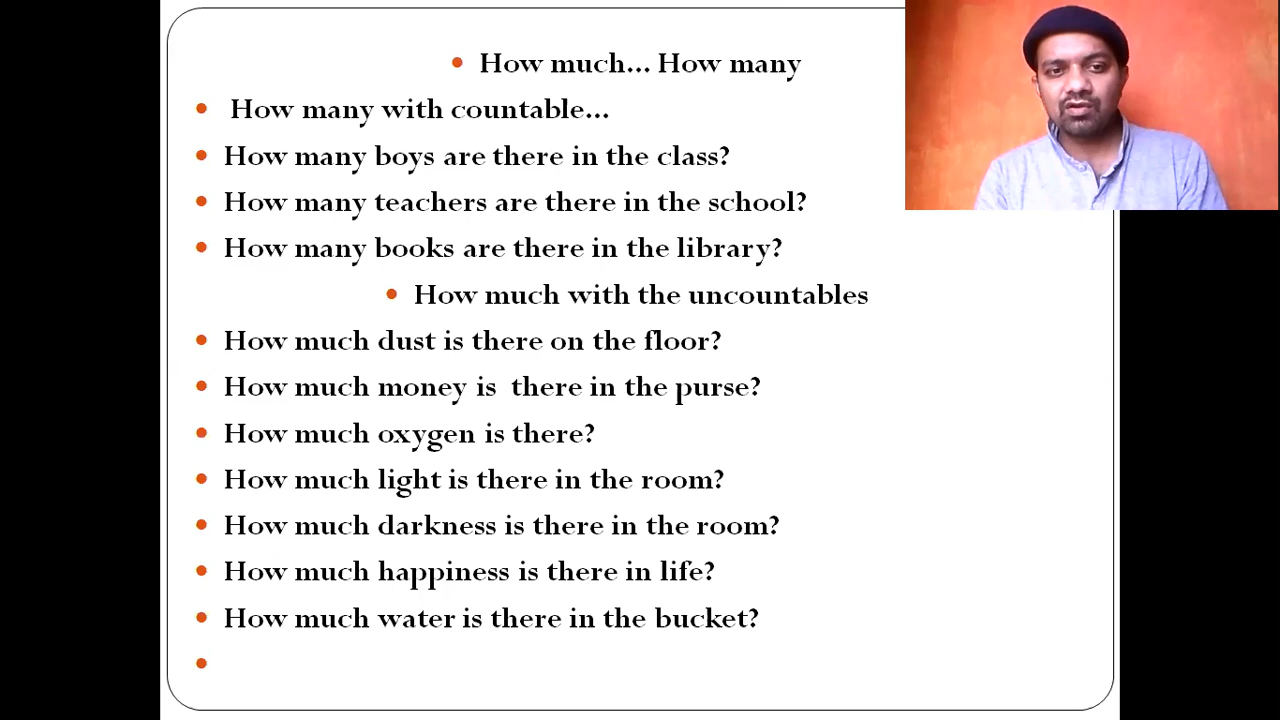 How much... How many
How many with countable...
How many boys are there in the class?
How many teachers are there in the school?
How many books are there in the library?
How much with the uncountables
How much dust is there on the floor?
How much money is  there in the purse?
How much oxygen is there?
How much light is there in the room?
How much darkness is there in the room?
How much happiness is there in life?
How much water is there in the bucket?